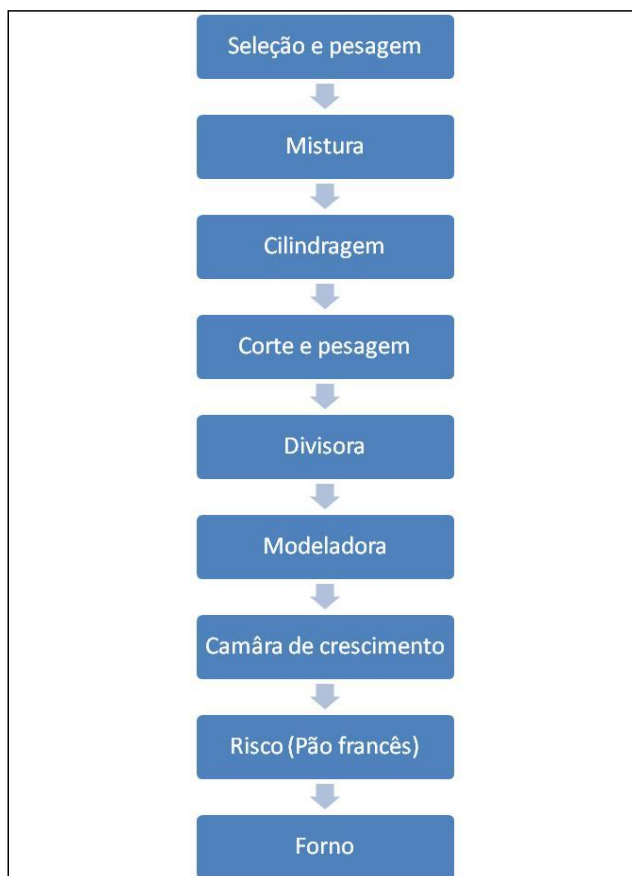 Seleção e pesagem
Mistura
Cilindragem
Corte e pesagem
Divisora
Modeladora
Camâra de crescimento
Risco (Pão francês)
Forno